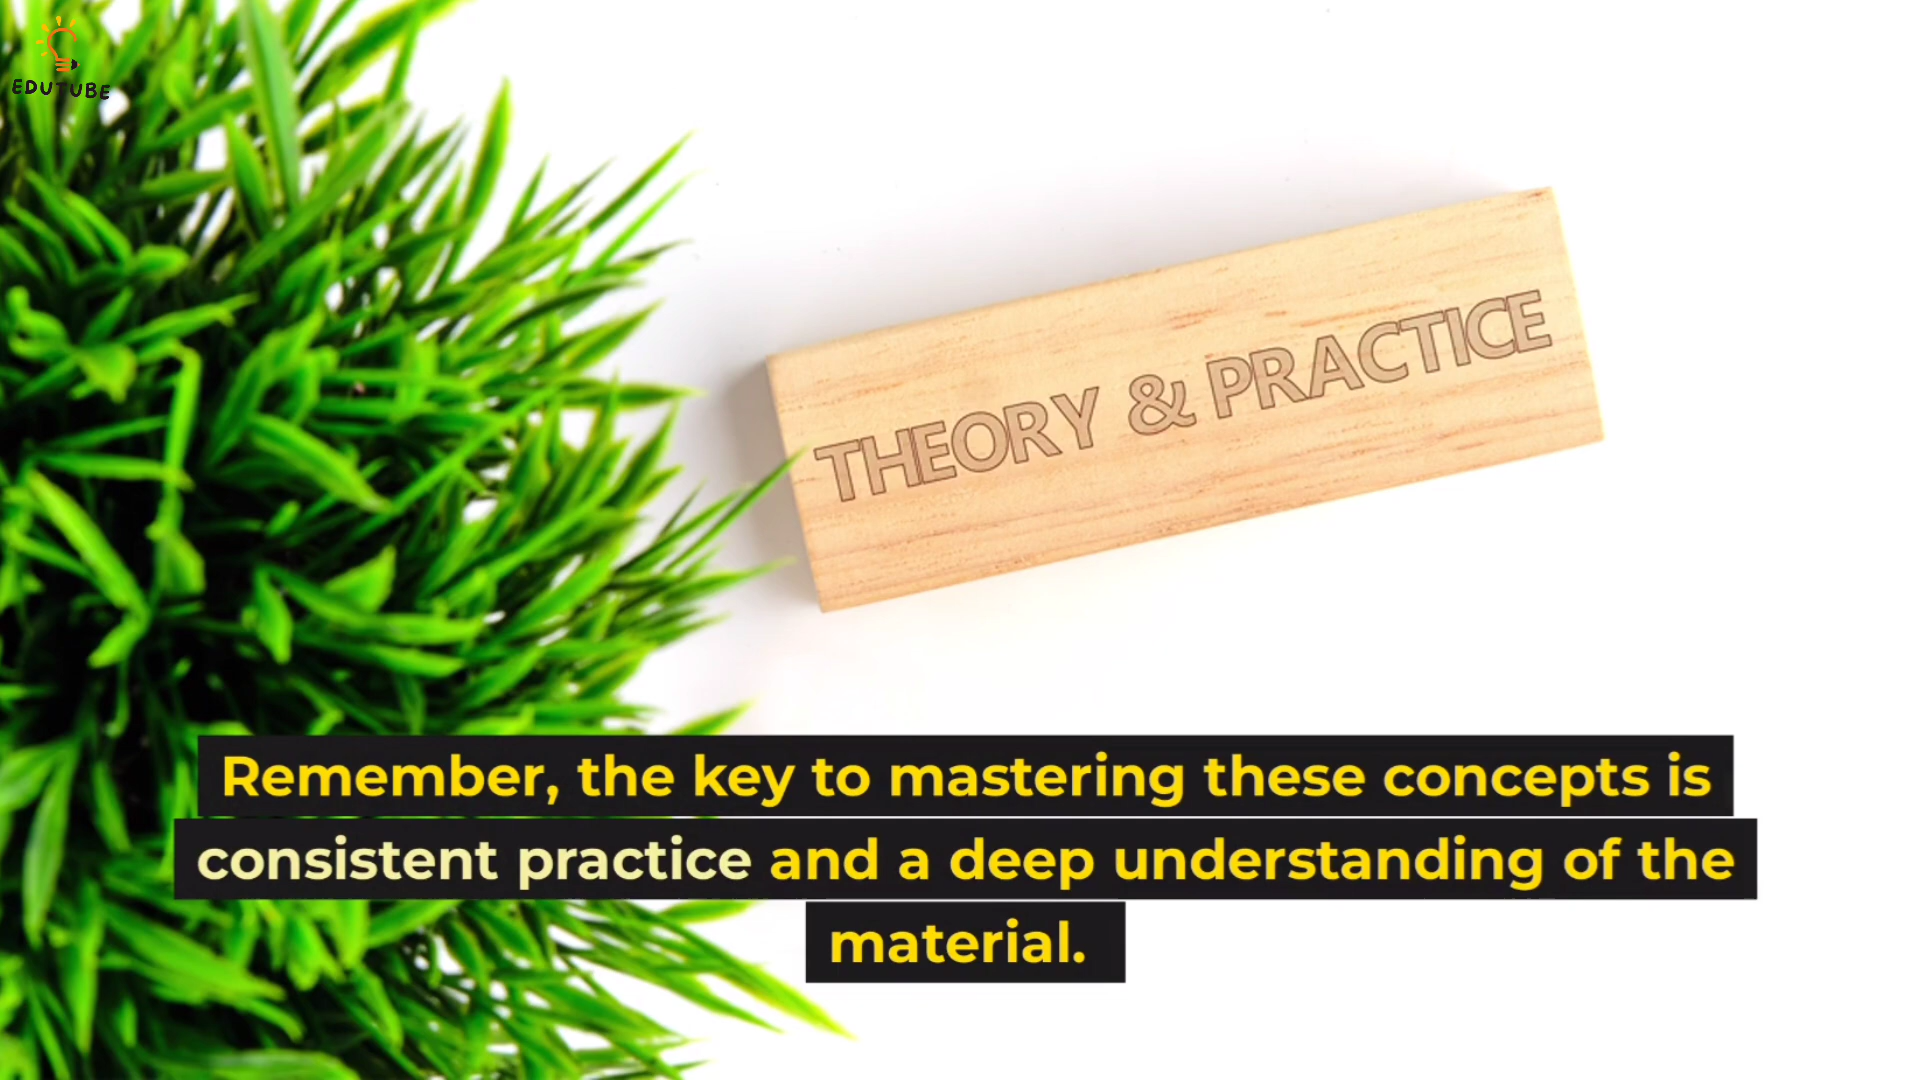 EDUTUBE
THEORY & PRACTICE
Remember, the key to mastering these concepts is
consistent practice and a deep understanding of the
material.